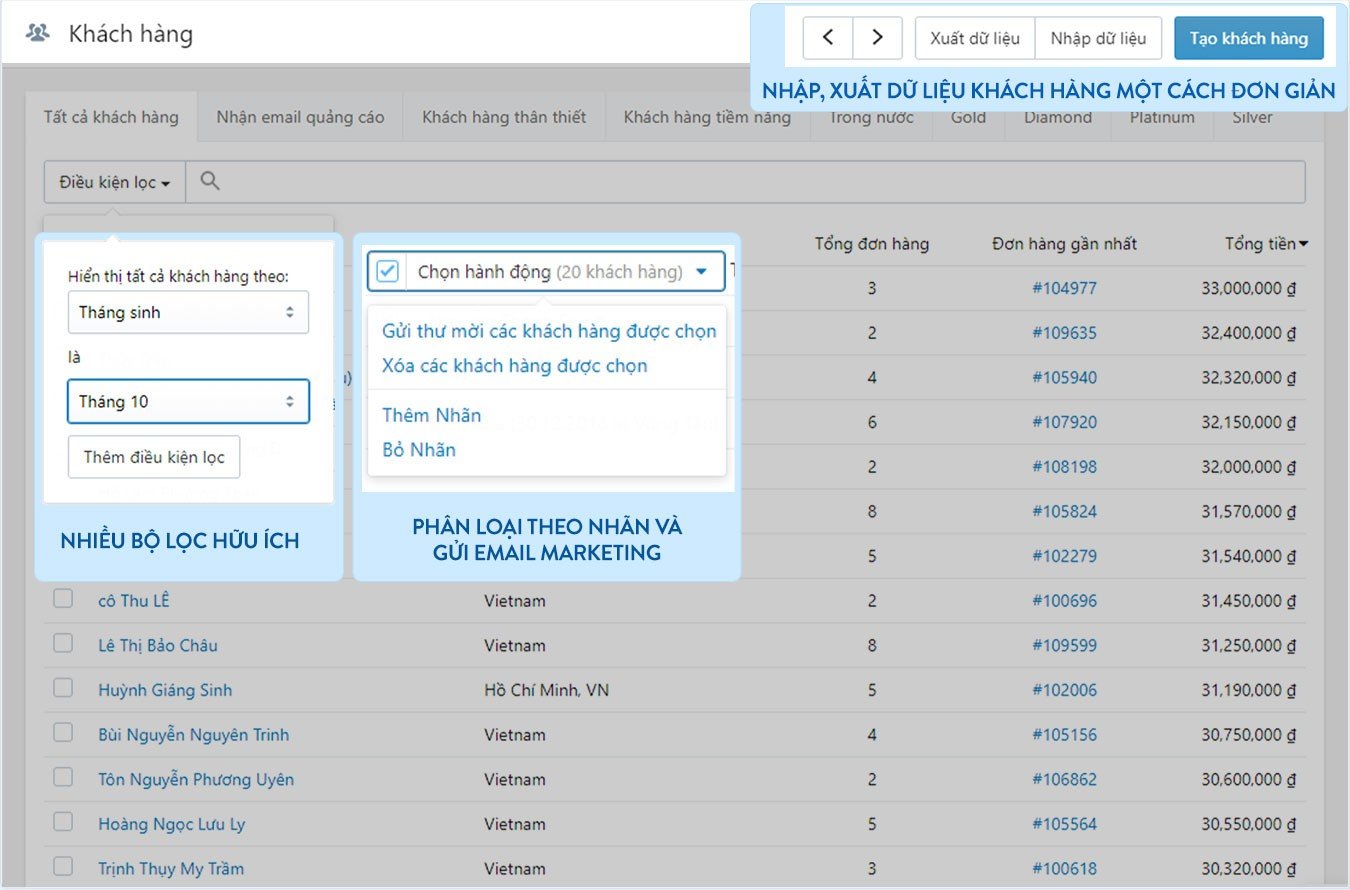 Khách hàng
Xuất dữ liệu
Nhập dữ liệu
Tạo khách hàng
NHẬP, XUẤT DỮ LIỆU KHÁCH HÀNG MỘT CÁCH ĐƠN GIẢN
Tất cả khách hàng
Nhận email quảng cáo
Khách hàng thân thiết
Khách hàng tiềm năng
Trong nước
Gold
Diamond
Platinum
Silver
Điều kiện lọc
Hiển thị tất cả khách hàng theo:
Tháng sinh
là
Tháng 10
Thêm điều kiện lọc
NHIỀU BỘ LỌC HỮU ÍCH
Chọn hành động (20 khách hàng)
Gửi thư mời các khách hàng được chọn
Xóa các khách hàng được chọn
Thêm Nhãn
Bỏ Nhãn
PHÂN LOẠI THEO NHÃN VÀ
GỬI EMAIL MARKETING
Tổng đơn hàng Đơn hàng gần nhất Tổng tiền
3 #104977 33,000,000 ₫
2 #109635 32,400,000 ₫
4 #105940 32,320,000 ₫
6 #107920 32,150,000 ₫
2 #108198 32,000,000 ₫
8 #105824 31,570,000 ₫
5 #102279 31,540,000 ₫
cô Thu LÊ Vietnam 2 #100696 31,450,000 ₫
Lê Thị Bảo Châu Vietnam 8 #109599 31,250,000 ₫
Huỳnh Giáng Sinh Hồ Chí Minh, VN 5 #102006 31,190,000 ₫
Bùi Nguyễn Nguyên Trinh Vietnam 4 #105156 30,750,000 ₫
Tôn Nguyễn Phương Uyên Vietnam 2 #106862 30,600,000 ₫
Hoàng Ngọc Lưu Ly Vietnam 5 #105564 30,550,000 ₫
Trịnh Thụy My Trầm Vietnam 3 #100618 30,320,000 ₫